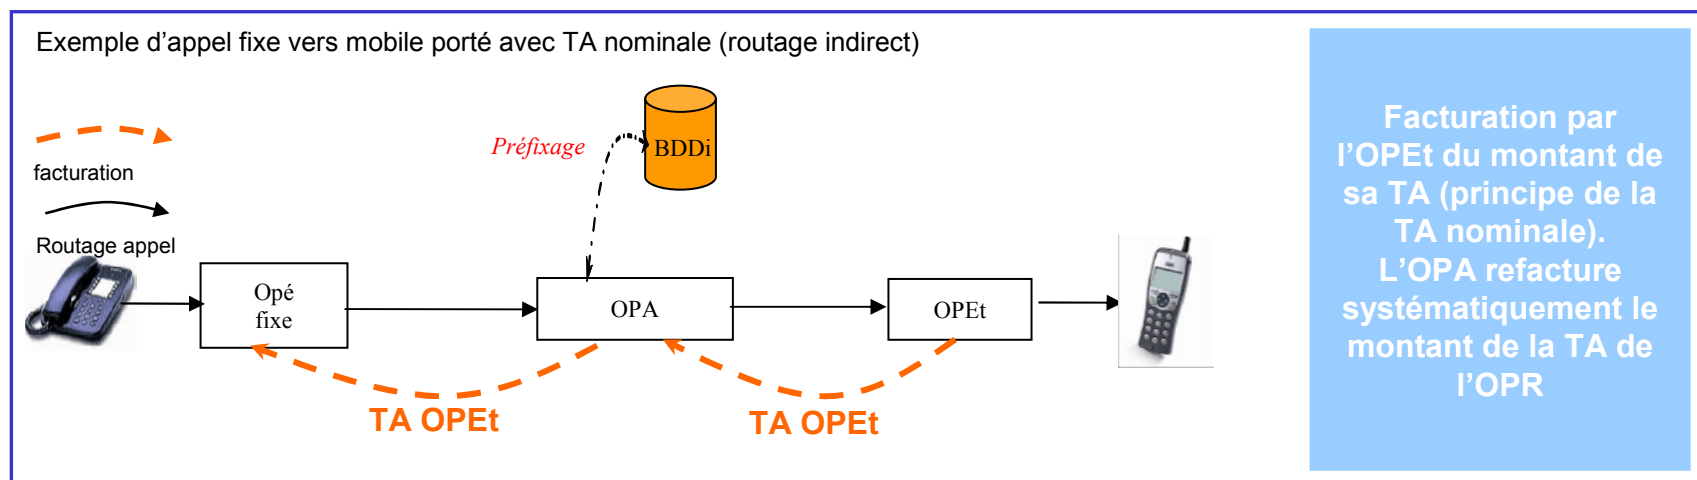 Exemple d'appel fixe vers mobile porté avec TA nominale (routage indirect)
facturation
Routage appel
Préfixage
BDDi
Opé
fixe
OPA
OPEt
TA OPEt
TA OPEt
Facturation par
l'OPEt du montant de
sa TA (principe de la
TA nominale).
L'OPA refacture
systématiquement le
montant de la TA de
l'OPR